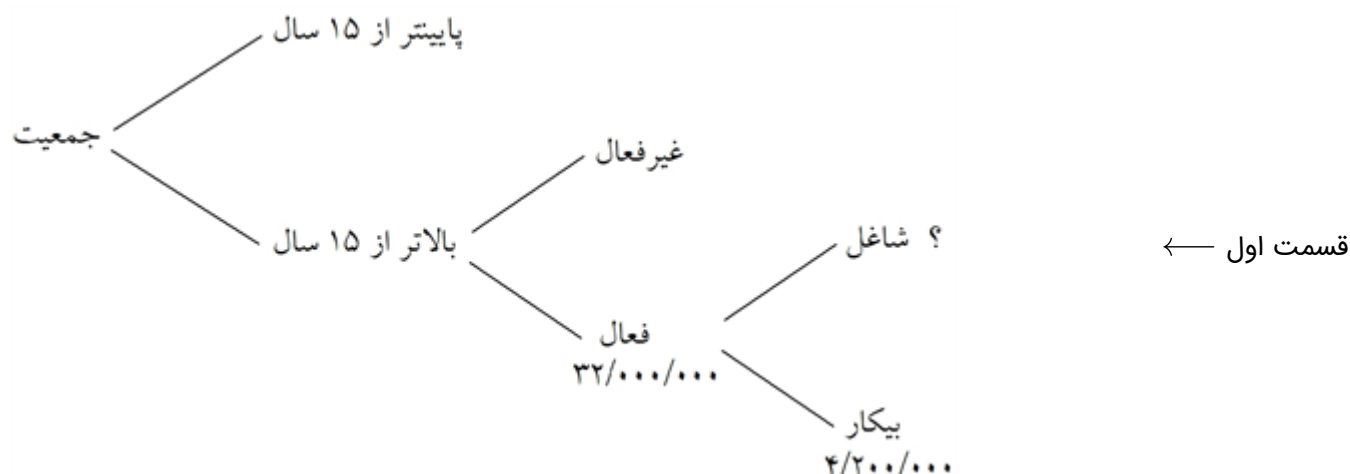 پایینتر از ۱۵ سال
جمعیت
غیرفعال
بالاتر از ۱۵ سال
؟ شاغل
قسمت اول ←
فعال
۳۲/۰۰۰/۰۰۰
بیکار
۴/۲۰۰/۰۰۰